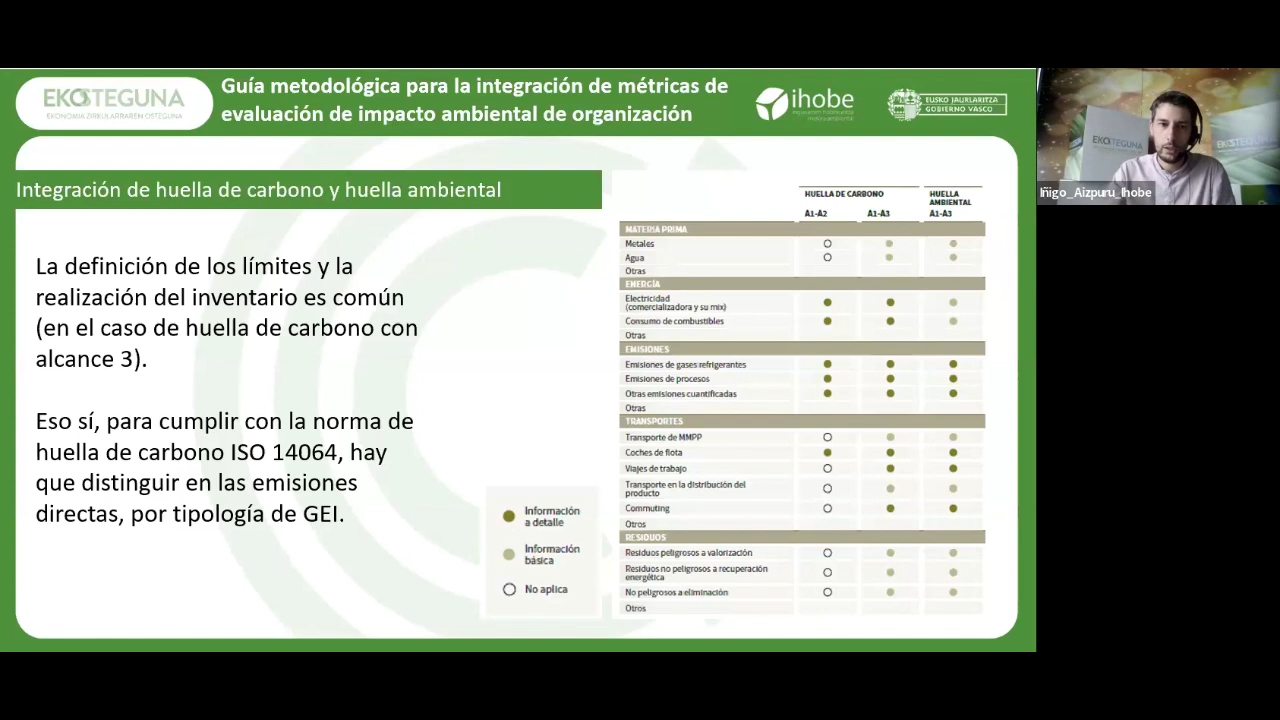 EKOSTEGUNA
EKONOMIA ZIRKULARRAREN OSTEGUNA
Guía metodológica para la integración de métricas de
evaluación de impacto ambiental de organización
ihobe
EUSKO JAURLARITZA
GOBIERNO VASCO
Integración de huella de carbono y huella ambiental
La definición de los límites y la
realización del inventario es común
(en el caso de huella de carbono con
alcance 3).
Eso sí, para cumplir con la norma de
huella de carbono ISO 14064, hay
que distinguir en las emisiones
directas, por tipología de GEI.
Información
a detalle
Información
básica
No aplica
HUELLA DE CARBONO
HUELLA
AMBIENTAL
A1-A2 A1-A3 A1-A3
MATERIA PRIMA
Metales
Agua
Otras
ENERGÍA
Electricidad
(comercializadora y su mix)
Consumo de combustibles
Otras
EMISIONES
Emisiones de gases refrigerantes
Emisiones de procesos
Otras emisiones cuantificadas
Otras
TRANSPORTES
Transporte de MMPP
Coches de flota
Viajes de trabajo
Transporte en la distribución del
producto
Commuting
Otros
RESIDUOS
Residuos peligrosos a valorización
Residuos no peligrosos a recuperación
energética
No peligrosos a eliminación
Otros
EKOSTEGUNA
Iñigo_Aizpuru_Ihobe